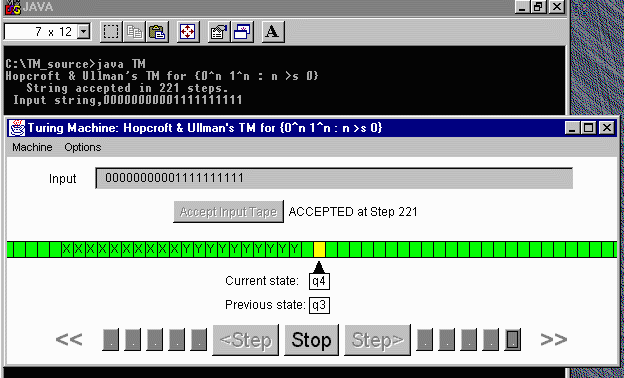 JAVA
7 x 12
A
C:\TM_source>java TM
Hopcroft & Ullman's TM for {0^n 1^n : n >s 0}
String accepted in 221 steps.
Input string,00000000001111111111
Turing Machine: Hopcroft & Ullman's TM for {0^n 1^n : n >s 0}
Machine Options
Input 00000000001111111111
Accept Input Tape ACCEPTED at Step 221
XXXXXXXXXXYYYYYYYYYY
Current state: q4
Previous state: q3
<< . . . . . <Step Stop Step> . . . . . >>